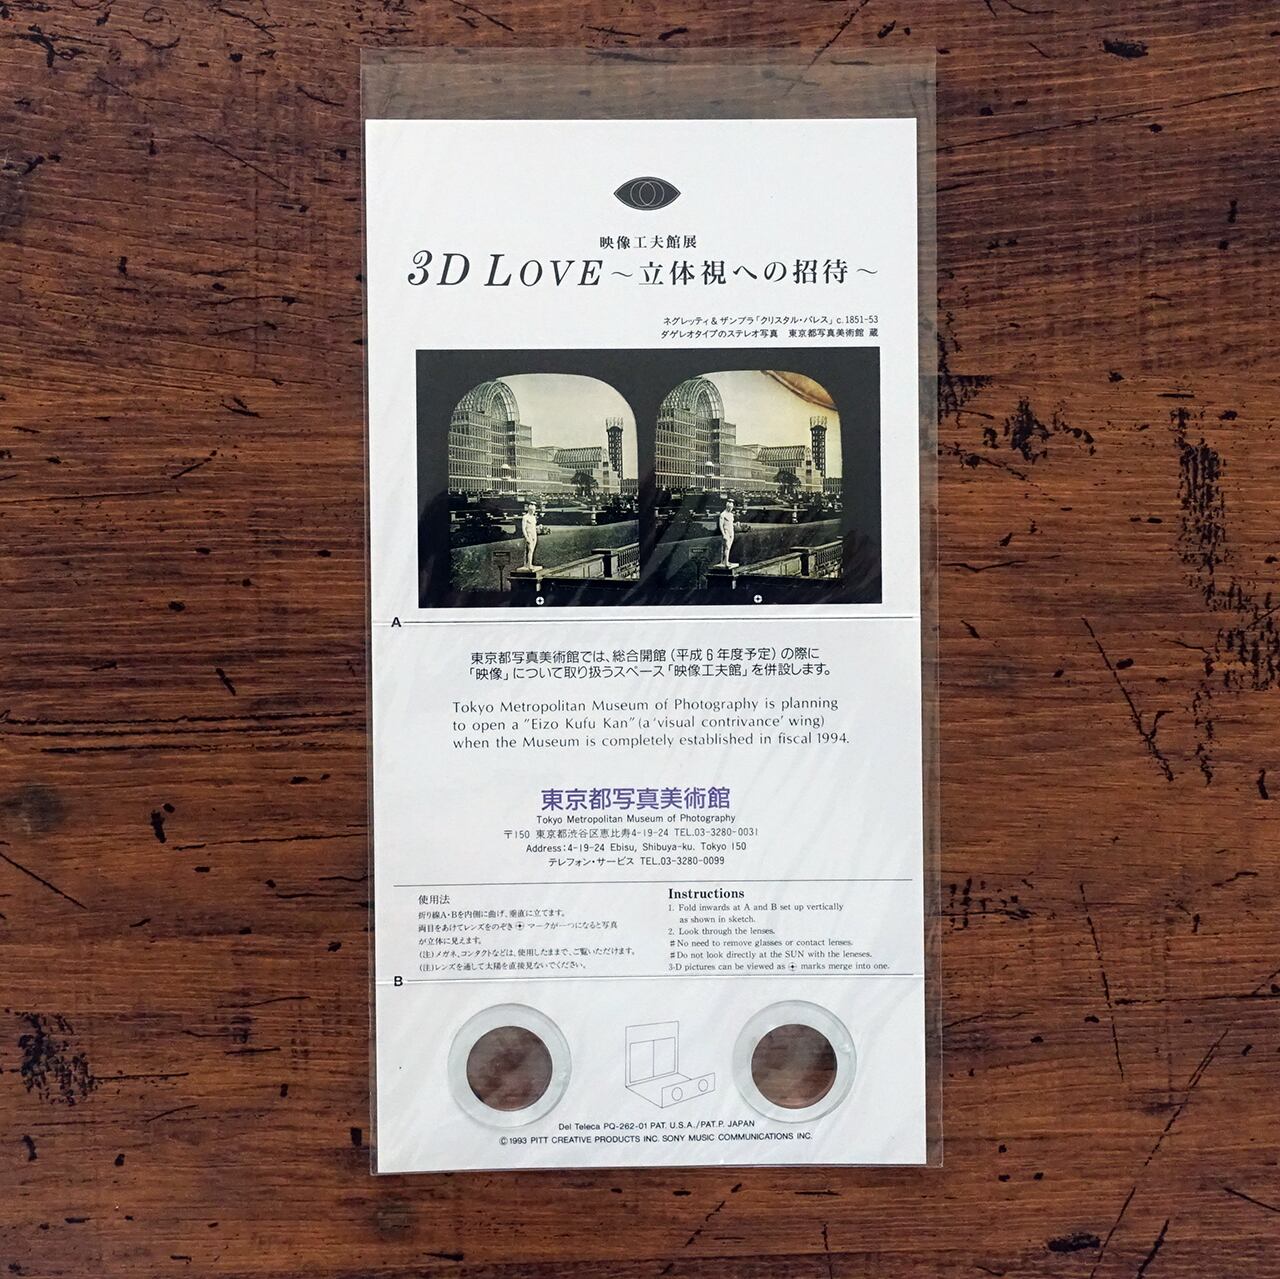 映像工夫館展
3D LOVE～立体視への招待～
ネグレッティ&ザンブラ「クリスタル・パレス」c.1851-53
ダゲレオタイプのステレオ写真　東京都写真美術館 蔵
A
東京都写真美術館では、総合開館（平成6年度予定）の際に
「映像」について取り扱うスペース「映像工夫館」を併設します。
Tokyo Metropolitan Museum of Photography is planning
to open a "Eizo Kufu Kan" (a 'visual contrivance' wing)
when the Museum is completely established in fiscal 1994.
東京都写真美術館
Tokyo Metropolitan Museum of Photography
〒150 東京都渋谷区恵比寿4-19-24 TEL.03-3280-0031
Address: 4-19-24 Ebisu, Shibuya-ku. Tokyo 150
テレフォン・サービス TEL.03-3280-0099
使用法
折り線A・Bを内側に曲げ、垂直に立てます。
両目をあけてレンズをのぞき マークが一つになると写真
が立体に見えます。
(注)メガネ、コンタクトなどは、使用したままで、ご覧いただけます。
(注)レンズを通して太陽を直接見ないでください。
Instructions
1. Fold inwards at A and B set up vertically
as shown in sketch.
2. Look through the lenses.
# No need to remove glasses or contact lenses.
# Do not look directly at the SUN with the leneses.
3-D pictures can be viewed as marks merge into one.
B
Del Teleca PQ-262-01 PAT. U.S.A./PAT.P. JAPAN
©1993 PITT CREATIVE PRODUCTS INC. SONY MUSIC COMMUNICATIONS INC.